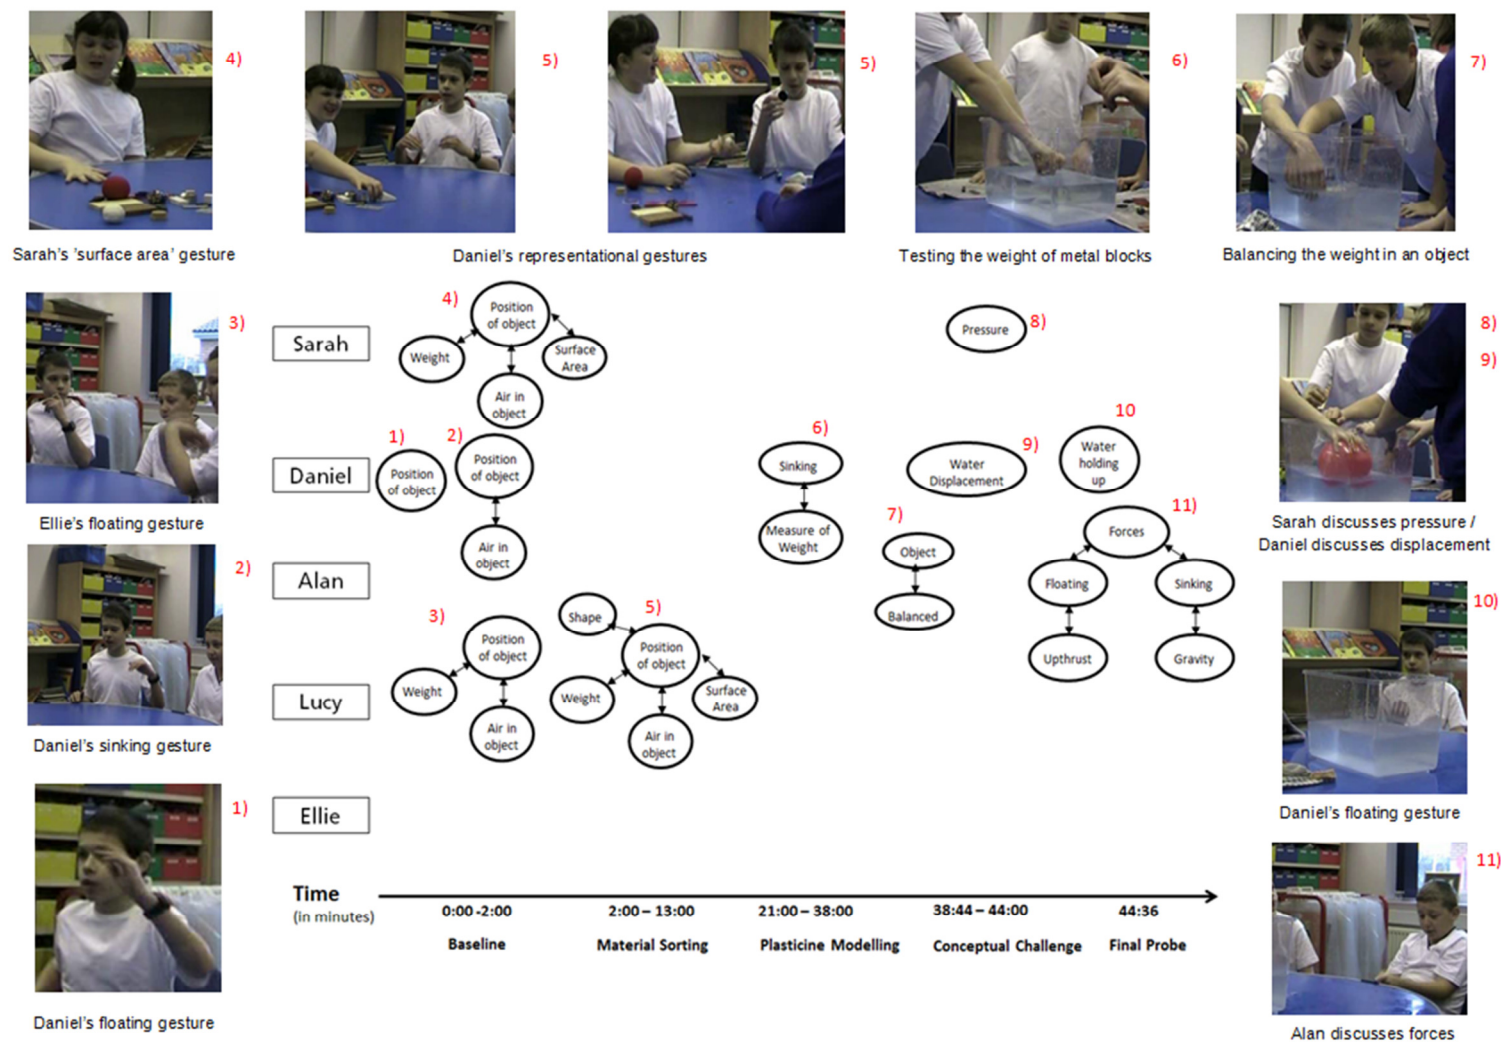 4)
5)
5)
6)
7)
Sarah's 'surface area' gesture
Daniel's representational gestures
Testing the weight of metal blocks
Balancing the weight in an object
3)
Ellie's floating gesture
2)
Daniel's sinking gesture
1)
Daniel's floating gesture
Sarah
4)
Position
of object
Weight
Surface
Area
Air in
object
Pressure
8)
Daniel
1)
Position
of object
2)
Position
of object
Air in
object
6)
Sinking
Measure of
Weight
Water
Displacement
9)
10
Water
holding
up
Alan
7)
Object
Balanced
11)
Forces
Floating
Sinking
Upthrust
Gravity
Lucy
3)
Position
of object
Weight
Air in
object
Shape
5)
Position
of object
Weight
Surface
Area
Air in
object
Ellie
Time
(in minutes)
0:00 -2:00
2:00 – 13:00
21:00 – 38:00
38:44 – 44:00
44:36
Baseline
Material Sorting
Plasticine Modelling
Conceptual Challenge
Final Probe
8)
9)
Sarah discusses pressure /
Daniel discusses displacement
10)
Daniel's floating gesture
11)
Alan discusses forces